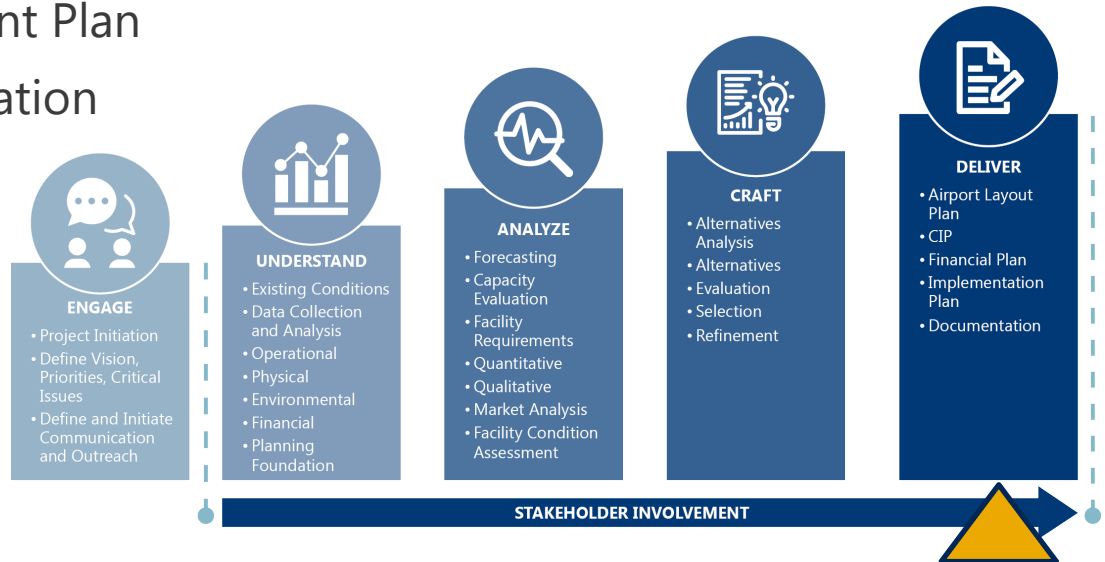 nt Plan
ation
ENGAGE
• Project Initiation
• Define Vision,
Priorities, Critical
Issues
• Define and Initiate
Communication
and Outreach
UNDERSTAND
• Existing Conditions
• Data Collection
and Analysis
• Operational
• Physical
• Environmental
• Financial
• Planning
Foundation
ANALYZE
• Forecasting
• Capacity
Evaluation
• Facility
Requirements
• Quantitative
• Qualitative
• Market Analysis
• Facility Condition
Assessment
CRAFT
• Alternatives
Analysis
• Alternatives
• Evaluation
• Selection
• Refinement
DELIVER
• Airport Layout
Plan
• CIP
• Financial Plan
• Implementation
Plan
• Documentation
STAKEHOLDER INVOLVEMENT